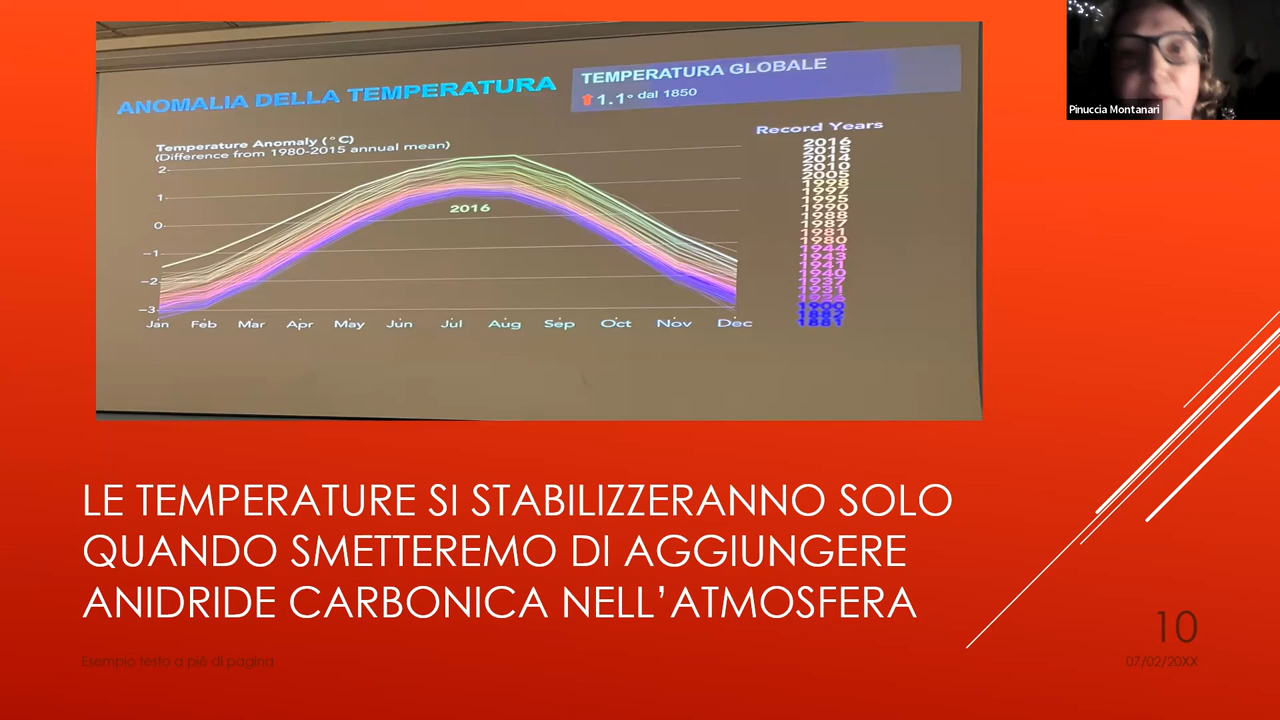 ANOMALIA DELLA TEMPERATURA
TEMPERATURA GLOBALE
1.1° dal 1850
Temperature Anomaly (°C)
(Difference from 1980-2015 annual mean)
2
1
0
−1
−2
−3
2016
Jan Feb Mar Apr May Jun Jul Aug Sep Oct Nov Dec
Record Years
2016
2015
2014
2010
2005
1998
1997
1995
1990
1988
1987
1981
1980
1944
1943
1941
1940
1937
1931
1900
1882
1881
Pinuccia Montanari
LE TEMPERATURE SI STABILIZZERANNO SOLO
QUANDO SMETTEREMO DI AGGIUNGERE
ANIDRIDE CARBONICA NELL’ATMOSFERA
Esempio testo a piè di pagina
10
07/02/20XX